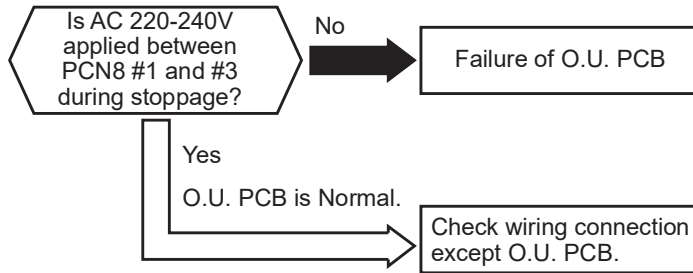 Is AC 220-240V
applied between
PCN8 #1 and #3
during stoppage?
No
Failure of O.U. PCB
Yes
O.U. PCB is Normal.
Check wiring connection
except O.U. PCB.